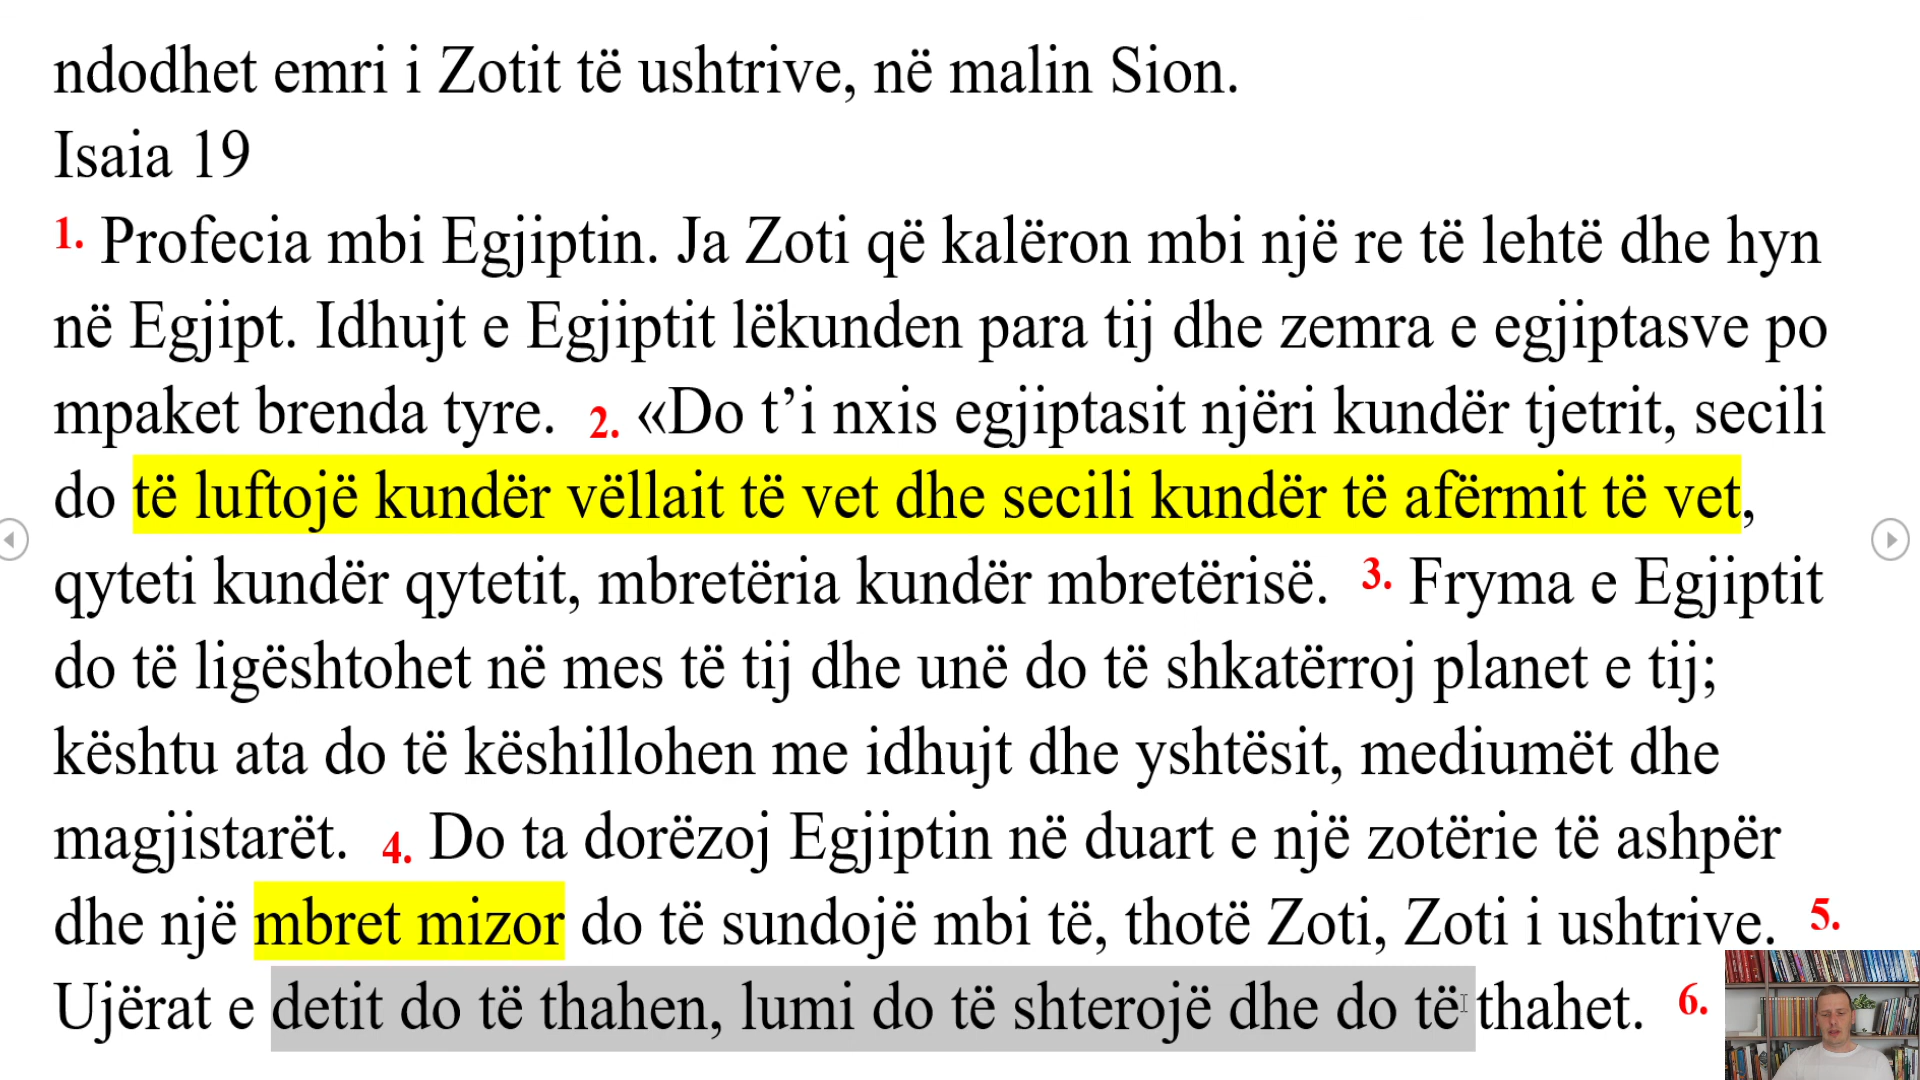 ndodhet emri i Zotit të ushtrive, në malin Sion.
Isaia 19
1. Profecia mbi Egjiptin. Ja Zoti që kalëron mbi një re të lehtë dhe hyn
në Egjipt. Idhujt e Egjiptit lëkunden para tij dhe zemra e egjiptasve po
mpaket brenda tyre. 2. «Do t’i nxis egjiptasit njëri kundër tjetrit, secili
do të luftojë kundër vëllait të vet dhe secili kundër të afërmit të vet,
qyteti kundër qytetit, mbretëria kundër mbretërisë. 3. Fryma e Egjiptit
do të ligështohet në mes të tij dhe unë do të shkatërroj planet e tij;
kështu ata do të këshillohen me idhujt dhe yshtësit, mediumët dhe
magjistarët. 4. Do ta dorëzoj Egjiptin në duart e një zotërie të ashpër
dhe një mbret mizor do të sundojë mbi të, thotë Zoti, Zoti i ushtrive. 5.
Ujërat e detit do të thahen, lumi do të shterojë dhe do të thahet. 6.